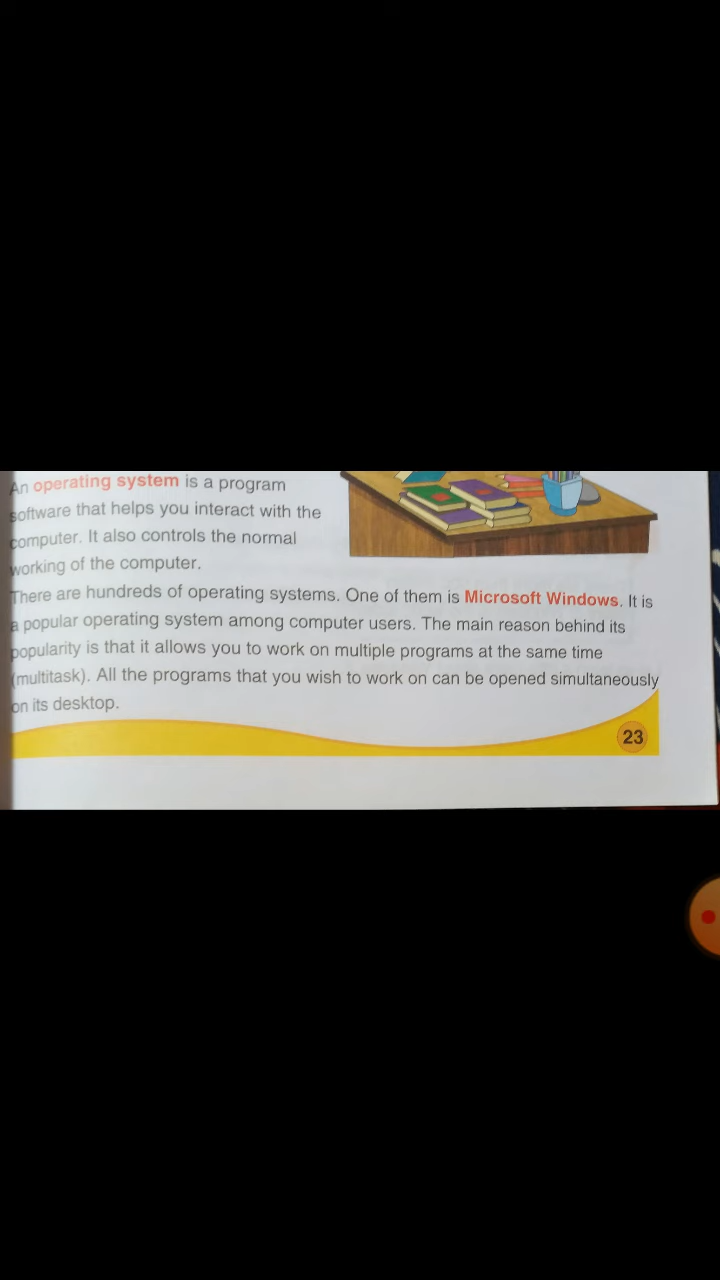 An operating system is a program
software that helps you interact with the
computer. It also controls the normal
working of the computer.
There are hundreds of operating systems. One of them is Microsoft Windows. It is
a popular operating system among computer users. The main reason behind its
popularity is that it allows you to work on multiple programs at the same time
(multitask). All the programs that you wish to work on can be opened simultaneously
on its desktop.
23